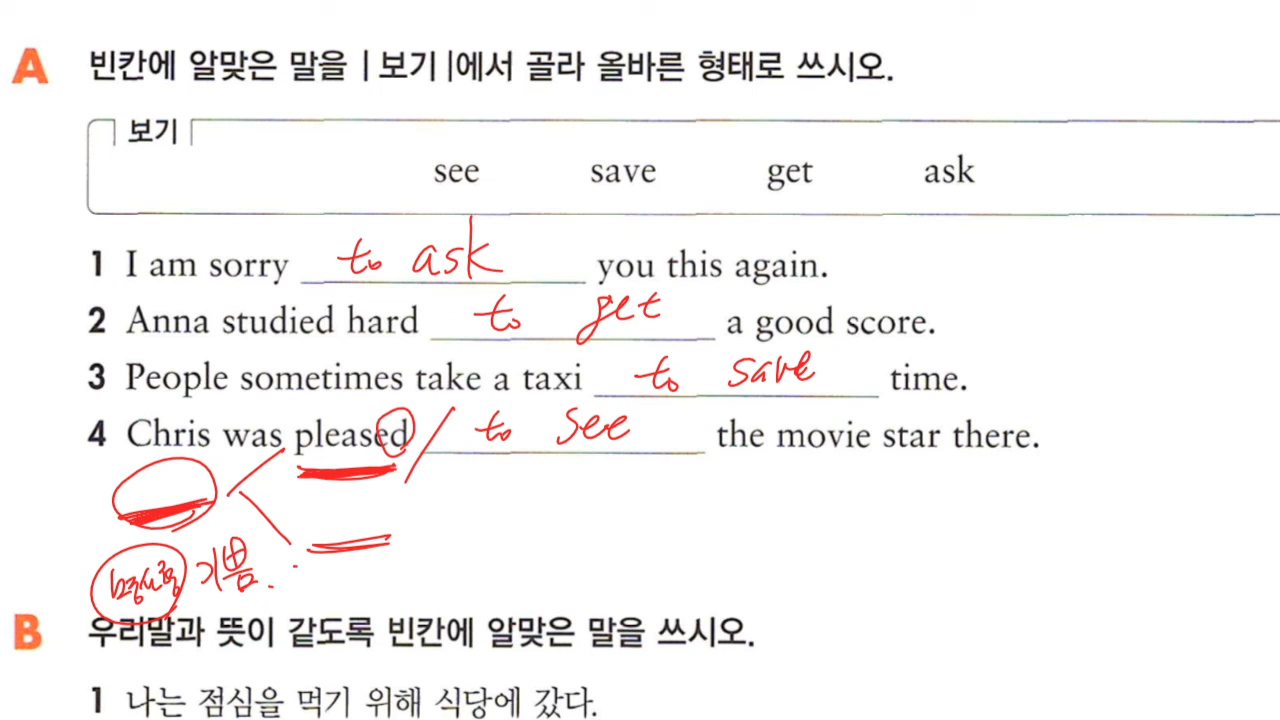 A 빈칸에 알맞은 말을 | 보기 |에서 골라 올바른 형태로 쓰시오.
보기
see save get ask
1 I am sorry to ask you this again.
2 Anna studied hard to get a good score.
3 People sometimes take a taxi to save time.
4 Chris was pleased / to see the movie star there.
기쁨.
B 우리말과 뜻이 같도록 빈칸에 알맞은 말을 쓰시오.
1 나는 점심을 먹기 위해 식당에 갔다.